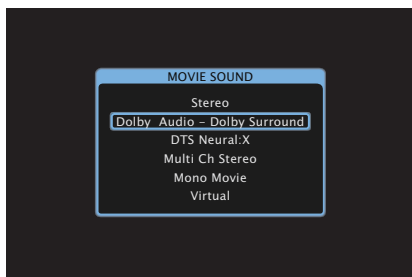 MOVIE SOUND
Stereo
Dolby Audio – Dolby Surround
DTS Neural:X
Multi Ch Stereo
Mono Movie
Virtual